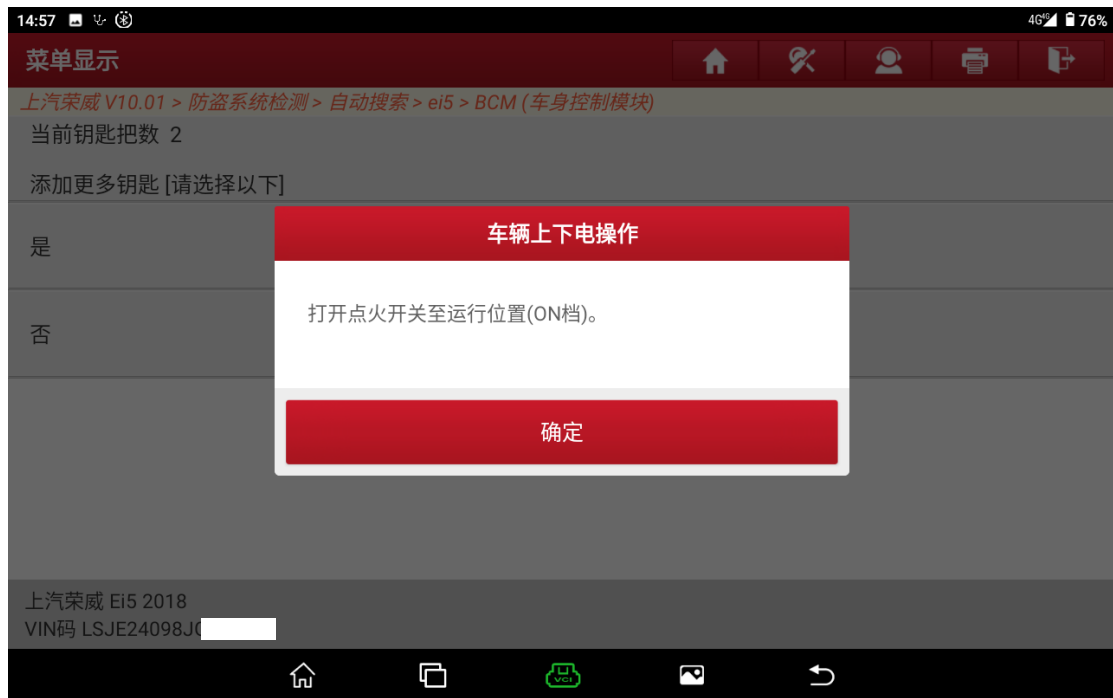 14:57
4G 4G 76%
菜单显示
上汽荣威 V10.01 > 防盗系统检测 > 自动搜索 > ei5 > BCM (车身控制模块)
当前钥匙把数 2
添加更多钥匙 [请选择以下]
车辆上下电操作
是
打开点火开关至运行位置(ON档)。
否
确定
上汽荣威 Ei5 2018
VIN码 LSJE24098J
VCI